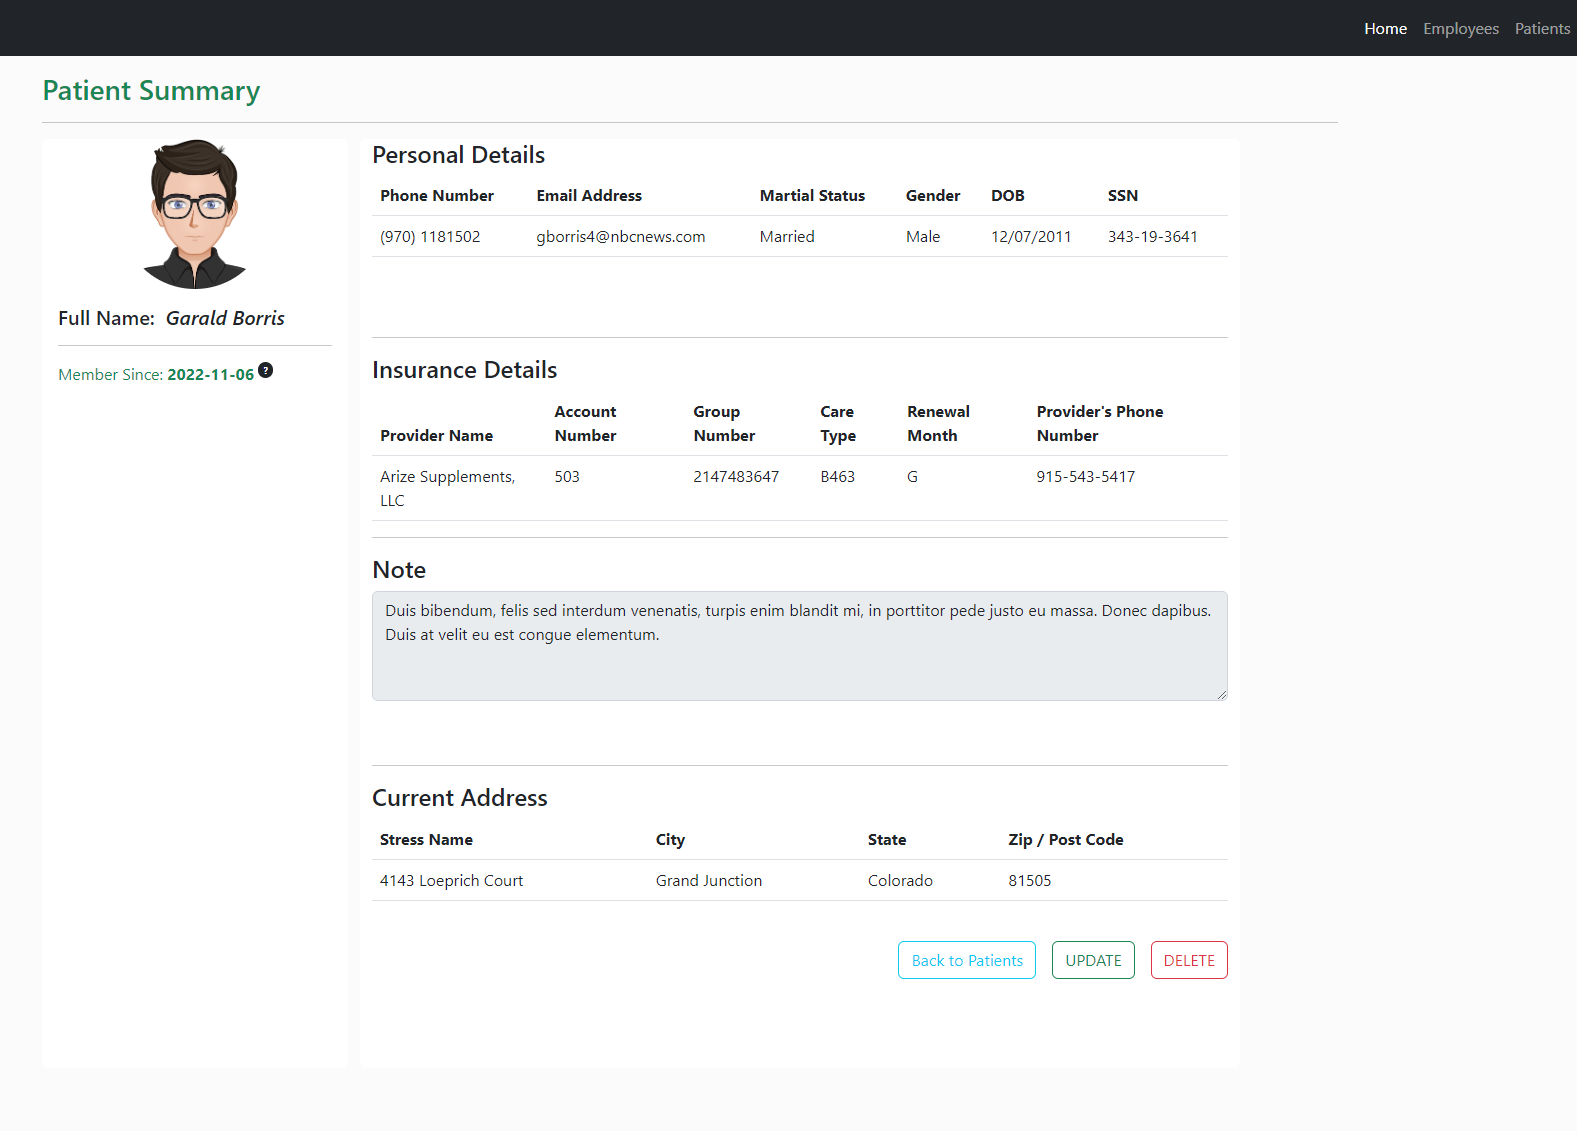 Home Employees Patients
Patient Summary
Full Name: Garald Borris
Member Since: 2022-11-06 ?
Personal Details
Phone Number Email Address Martial Status Gender DOB SSN
(970) 1181502 gborris4@nbcnews.com Married Male 12/07/2011 343-19-3641
Insurance Details
Provider Name Account Number Group Number Care Type Renewal Month Provider's Phone Number
Arize Supplements, LLC 503 2147483647 B463 G 915-543-5417
Note
Duis bibendum, felis sed interdum venenatis, turpis enim blandit mi, in porttitor pede justo eu massa. Donec dapibus.
Duis at velit eu est congue elementum.
Current Address
Stress Name City State Zip / Post Code
4143 Loeprich Court Grand Junction Colorado 81505
Back to Patients UPDATE DELETE